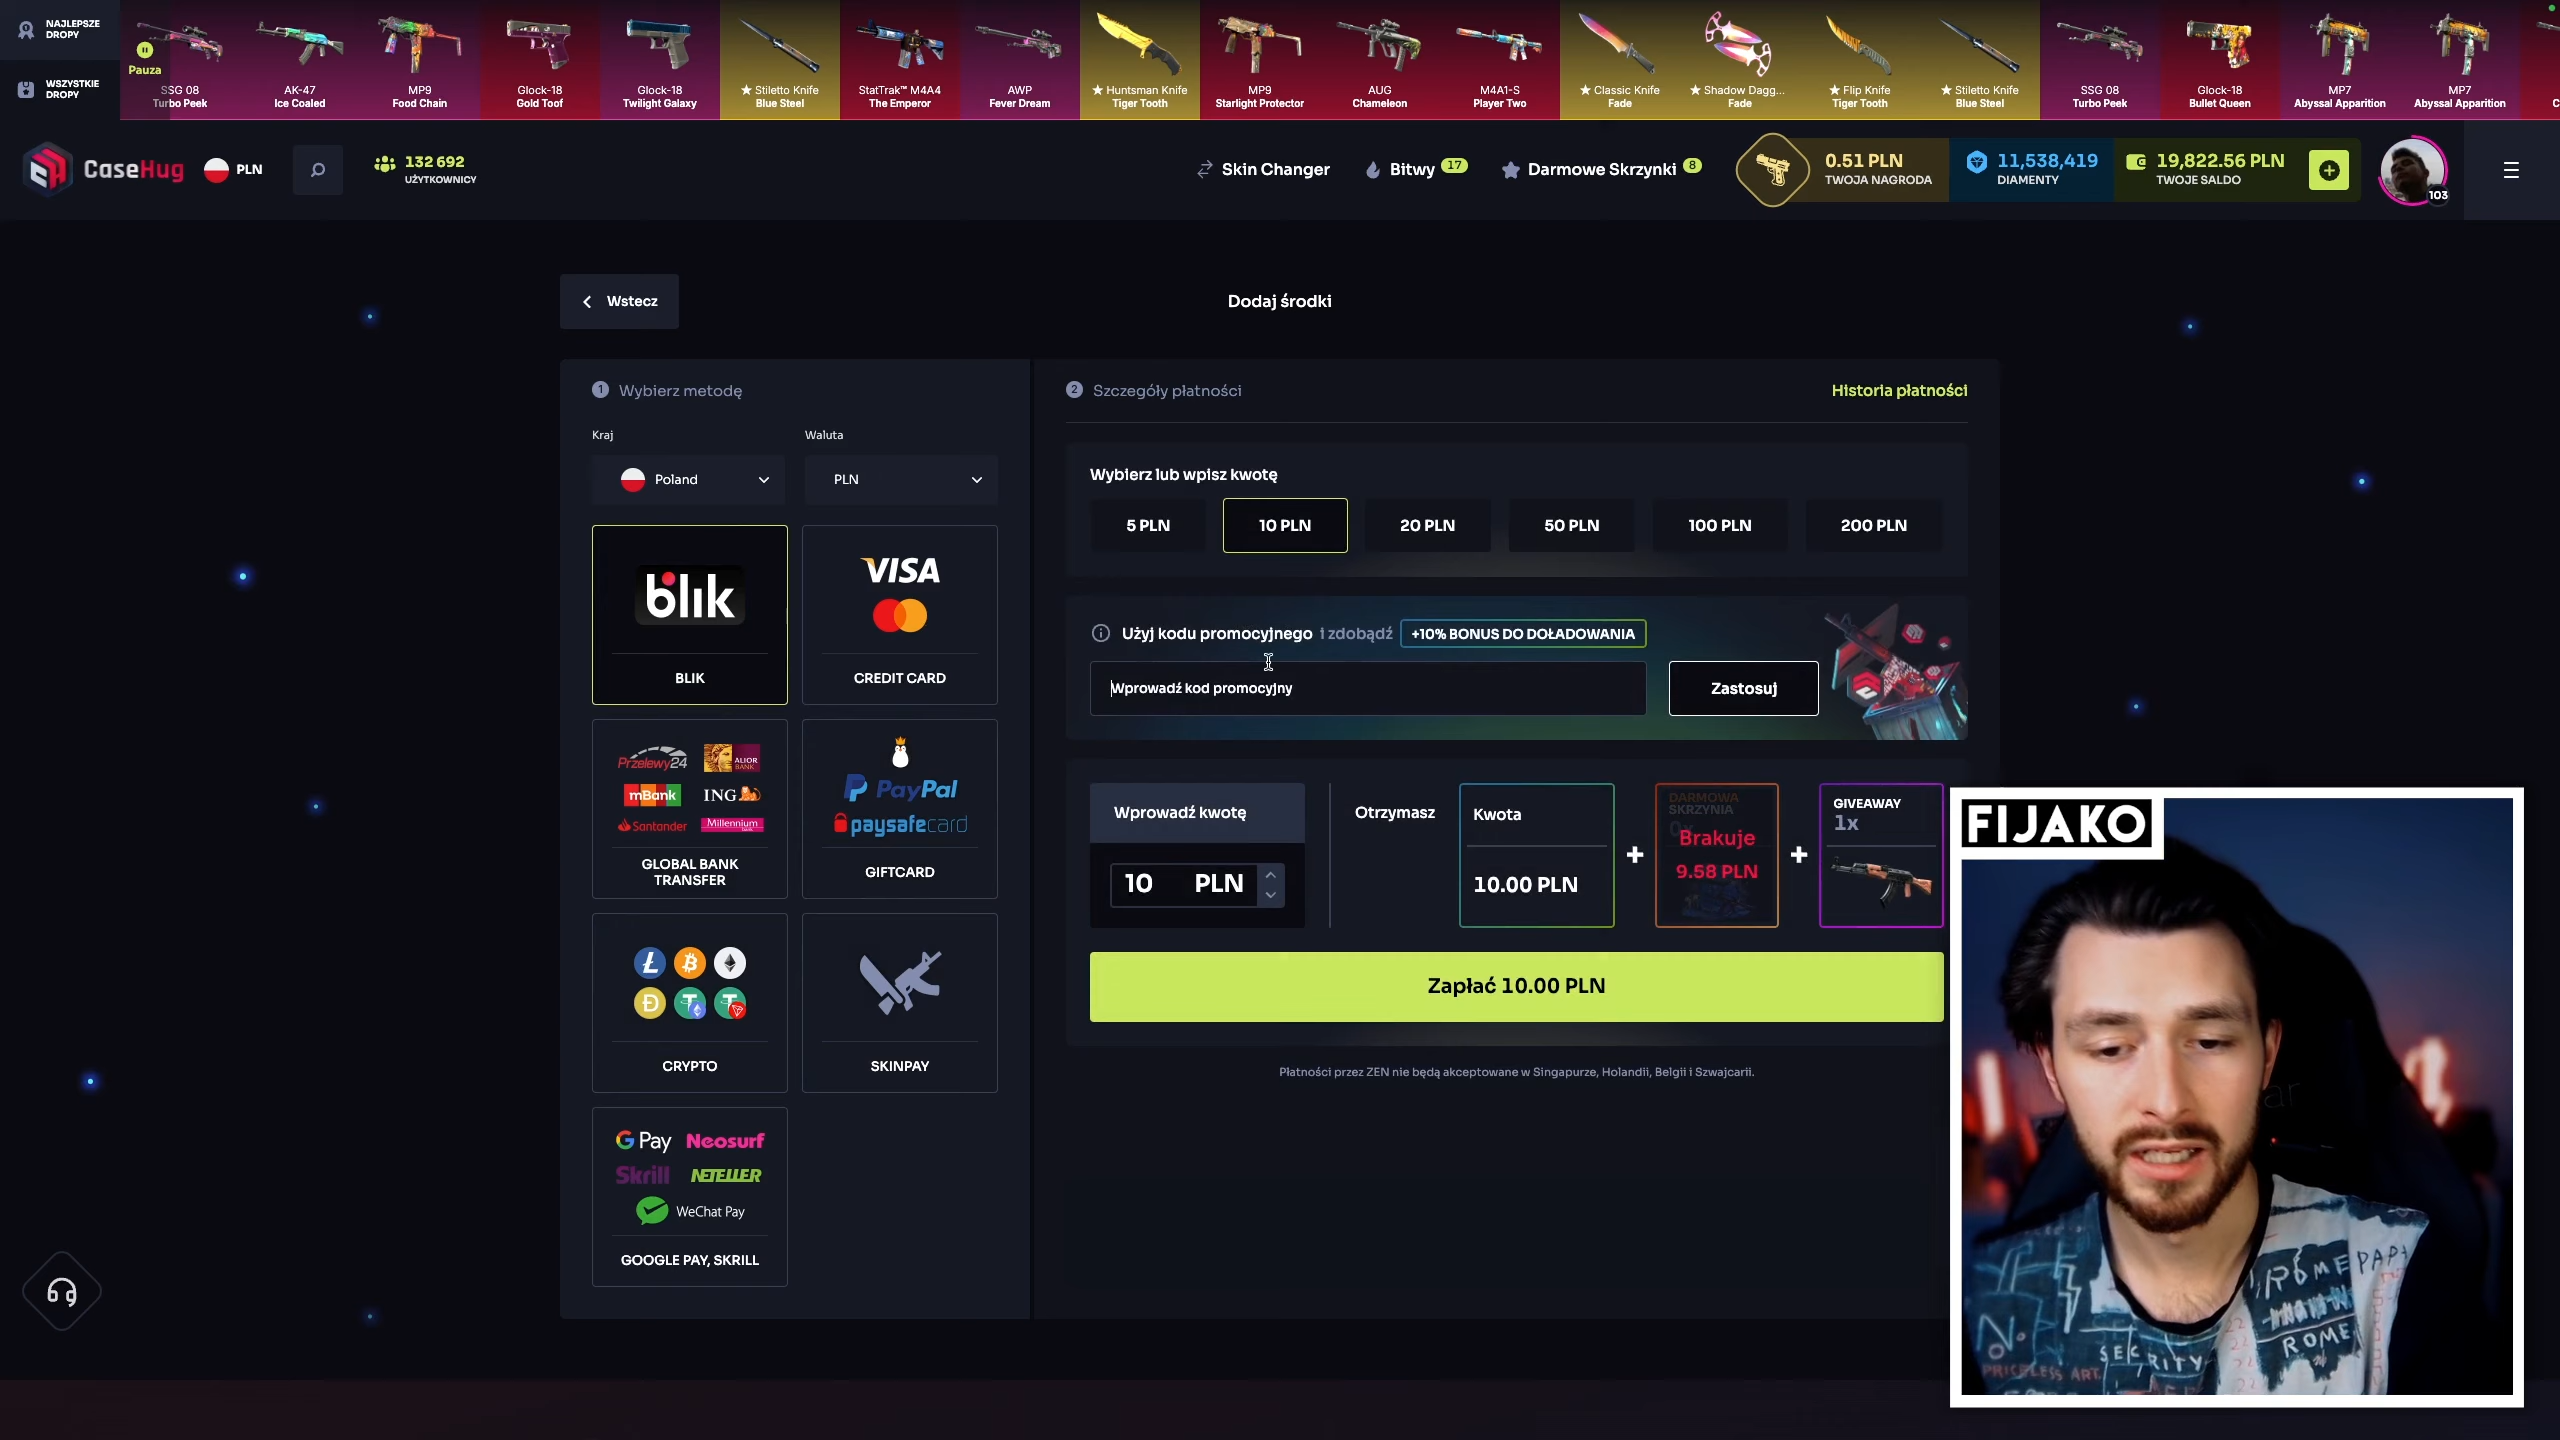 NAJLEPSZE
DROPY
WSZYSTKIE
DROPY
Pauza
SSG 08
Turbo Peek
AK-47
Ice Coaled
MP9
Food Chain
Glock-18
Gold Toof
Glock-18
Twilight Galaxy
★ Stiletto Knife
Blue Steel
StatTrak™ M4A4
The Emperor
AWP
Fever Dream
★ Huntsman Knife
Tiger Tooth
MP9
Starlight Protector
AUG
Chameleon
M4A1-S
Player Two
★ Classic Knife
Fade
★ Shadow Dagg...
Fade
★ Flip Knife
Tiger Tooth
★ Stiletto Knife
Blue Steel
SSG 08
Turbo Peek
Glock-18
Bullet Queen
MP7
Abyssal Apparition
MP7
Abyssal Apparition
CaseHug
PLN
132 692
UŻYTKOWNICY
Skin Changer
Bitwy 17
Darmowe Skrzynki 8
0.51 PLN
TWOJA NAGRODA
11,538,419
DIAMENTY
19,822.56 PLN
TWOJE SALDO
103
Wstecz
Dodaj środki
1 Wybierz metodę
Kraj
Waluta
Poland
PLN
blik
BLIK
VISA
CREDIT CARD
Przelewy24
ALIOR
BANK
mBank
ING
Santander
Millennium
GLOBAL BANK
TRANSFER
PayPal
paysafecard
GIFTCARD
CRYPTO
SKINPAY
G Pay
Neosurf
Skrill
NETELLER
WeChat Pay
GOOGLE PAY, SKRILL
2 Szczegóły płatności
Historia płatności
Wybierz lub wpisz kwotę
5 PLN
10 PLN
20 PLN
50 PLN
100 PLN
200 PLN
Użyj kodu promocyjnego i zdobądź +10% BONUS DO DOŁADOWANIA
Wprowadź kod promocyjny
Zastosuj
Wprowadź kwotę
10 PLN
Otrzymasz
Kwota
10.00 PLN
+
DARMOWA
SKRZYNIA
0x
Brakuje
9.58 PLN
+
GIVEAWAY
1x
Zapłać 10.00 PLN
Płatności przez ZEN nie będą akceptowane w Singapurze, Holandii, Belgii i Szwajcarii.
FIJAKO
ROME
SECRITY
ROME
PRICELESS ART